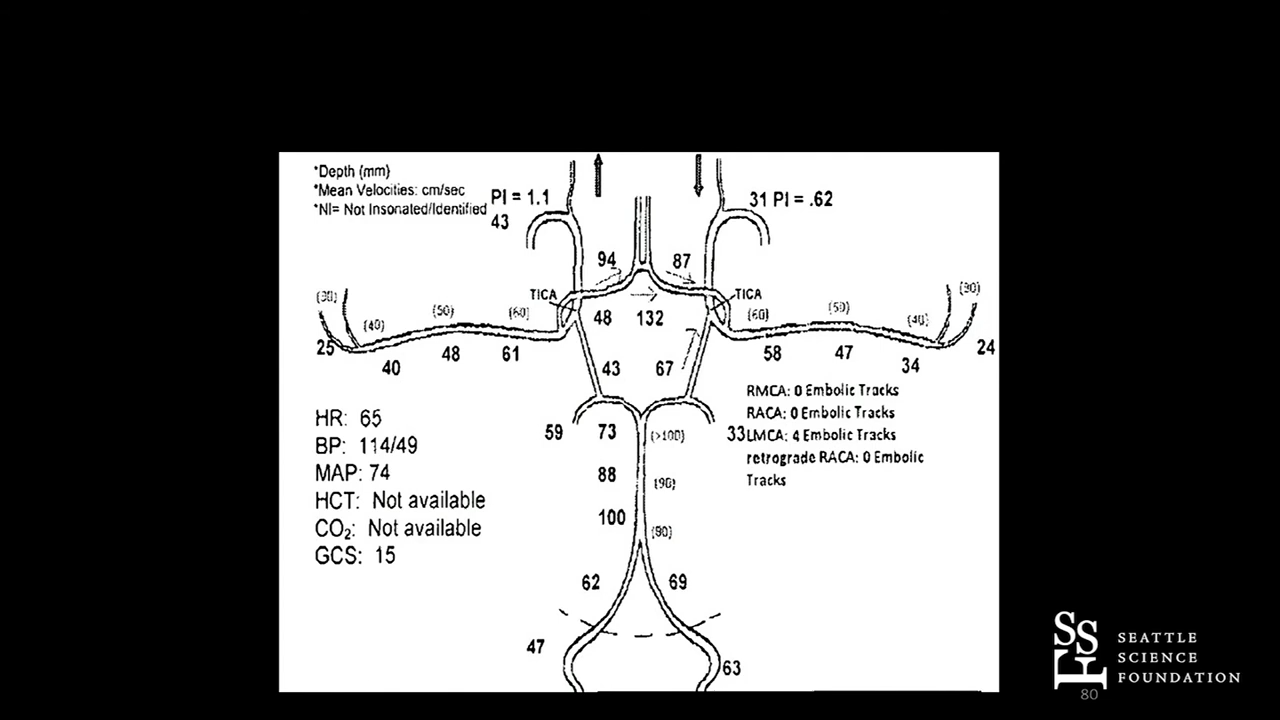 *Depth (mm)
*Mean Velocities: cm/sec
*NI= Not Insonated/Identified
PI = 1.1
43
31 PI = .62
94
87
TICA
TICA
48
132
(30)
(40)
(50)
(60)
(60)
(50)
(40)
(30)
25
40
48
61
43
67
58
47
34
24
RMCA: 0 Embolic Tracks
RACA: 0 Embolic Tracks
LMCA: 4 Embolic Tracks
retrograde RACA: 0 Embolic
Tracks
HR: 65
BP: 114/49
MAP: 74
HCT: Not available
CO₂: Not available
GCS: 15
59
73
(>100)
33
88
(90)
100
(80)
62
69
47
63
SSF
SEATTLE
SCIENCE
FOUNDATION
80